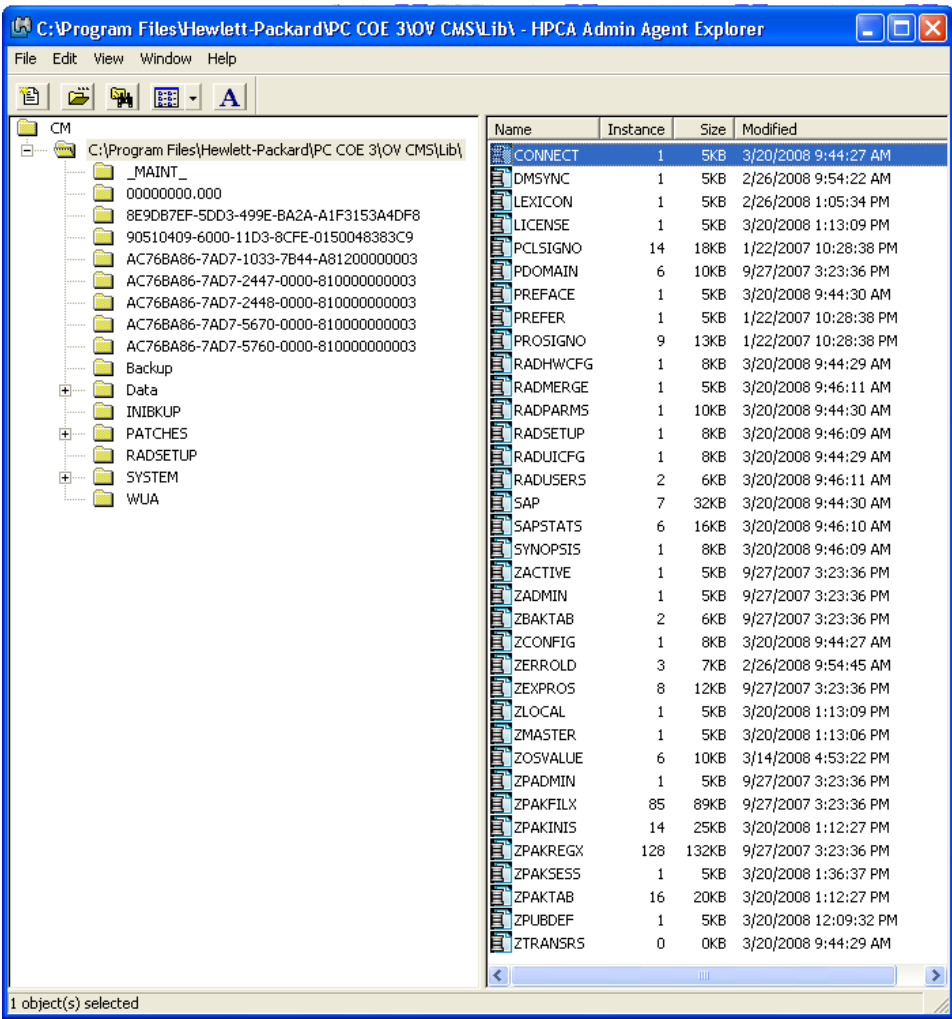 C:\Program Files\Hewlett-Packard\PC COE 3\OV CMS\Lib\ - HPCA Admin Agent Explorer
File Edit View Window Help
A
CM
C:\Program Files\Hewlett-Packard\PC COE 3\OV CMS\Lib\
_MAINT_
00000000.000
8E9DB7EF-5DD3-499E-BA2A-A1F3153A4DF8
90510409-6000-11D3-8CFE-0150048383C9
AC76BA86-7AD7-1033-7B44-A81200000003
AC76BA86-7AD7-2447-0000-810000000003
AC76BA86-7AD7-2448-0000-810000000003
AC76BA86-7AD7-5670-0000-810000000003
AC76BA86-7AD7-5760-0000-810000000003
Backup
Data
INIBKUP
PATCHES
RADSETUP
SYSTEM
WUA
Name Instance Size Modified
CONNECT 1 5KB 3/20/2008 9:44:27 AM
DMSYNC 1 5KB 2/26/2008 9:54:22 AM
LEXICON 1 5KB 2/26/2008 1:05:34 PM
LICENSE 1 5KB 3/20/2008 1:13:09 PM
PCLSIGNO 14 18KB 1/22/2007 10:28:38 PM
PDOMAIN 6 10KB 9/27/2007 3:23:36 PM
PREFACE 1 5KB 3/20/2008 9:44:30 AM
PREFER 1 5KB 1/22/2007 10:28:38 PM
PROSIGNO 9 13KB 1/22/2007 10:28:38 PM
RADHWCFG 1 8KB 3/20/2008 9:44:29 AM
RADMERGE 1 5KB 3/20/2008 9:46:11 AM
RADPARMS 1 10KB 3/20/2008 9:44:30 AM
RADSETUP 1 8KB 3/20/2008 9:46:09 AM
RADUICFG 1 8KB 3/20/2008 9:44:29 AM
RADUSERS 2 6KB 3/20/2008 9:46:11 AM
SAP 7 32KB 3/20/2008 9:44:30 AM
SAPSTATS 6 16KB 3/20/2008 9:46:10 AM
SYNOPSIS 1 8KB 3/20/2008 9:46:09 AM
ZACTIVE 1 5KB 9/27/2007 3:23:36 PM
ZADMIN 1 5KB 9/27/2007 3:23:36 PM
ZBAKTAB 2 6KB 9/27/2007 3:23:36 PM
ZCONFIG 1 8KB 3/20/2008 9:44:27 AM
ZERROLD 3 7KB 2/26/2008 9:54:45 AM
ZEXPROS 8 12KB 9/27/2007 3:23:36 PM
ZLOCAL 1 5KB 3/20/2008 1:13:09 PM
ZMASTER 1 5KB 3/20/2008 1:13:06 PM
ZOSVALUE 6 10KB 3/14/2008 4:53:22 PM
ZPADMIN 1 5KB 9/27/2007 3:23:36 PM
ZPAKFILX 85 89KB 9/27/2007 3:23:36 PM
ZPAKINIS 14 25KB 3/20/2008 1:12:27 PM
ZPAKREGX 128 132KB 9/27/2007 3:23:36 PM
ZPAKSESS 1 5KB 3/20/2008 1:36:37 PM
ZPAKTAB 16 20KB 3/20/2008 1:12:27 PM
ZPUBDEF 1 5KB 3/20/2008 12:09:32 PM
ZTRANSRS 0 0KB 3/20/2008 9:44:29 AM
1 object(s) selected